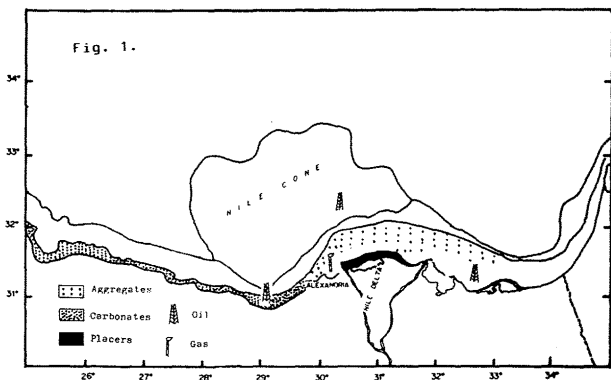 Fig. 1.
34°
33°
32°
31°
NILE CONE
ALEXANDRIA
NILE DELTA
Aggregates
Carbonates
Oil
Placers
Gas
26° 27° 28° 29° 30° 31° 32° 33° 34°